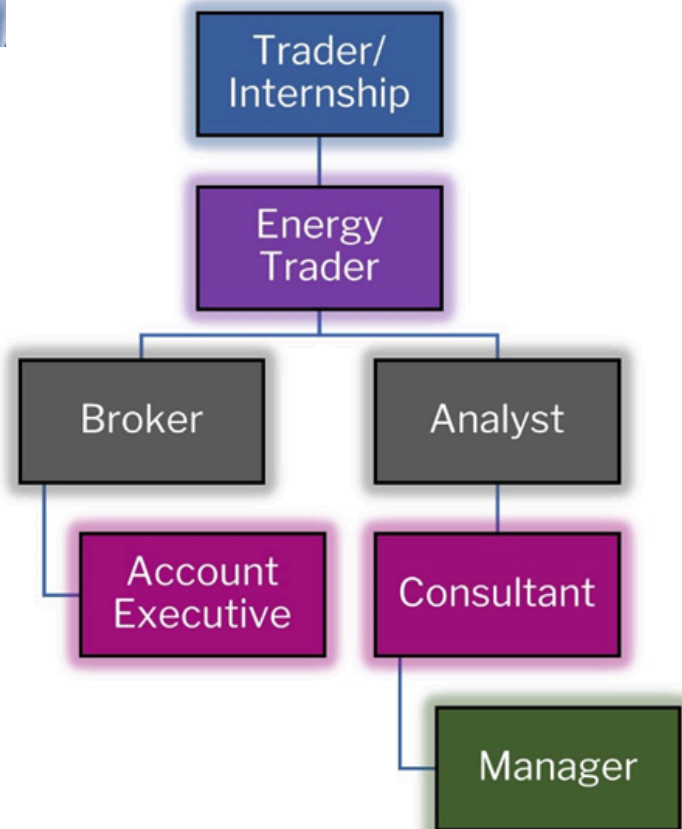 Trader/
Internship
Energy
Trader
Broker
Analyst
Account
Executive
Consultant
Manager